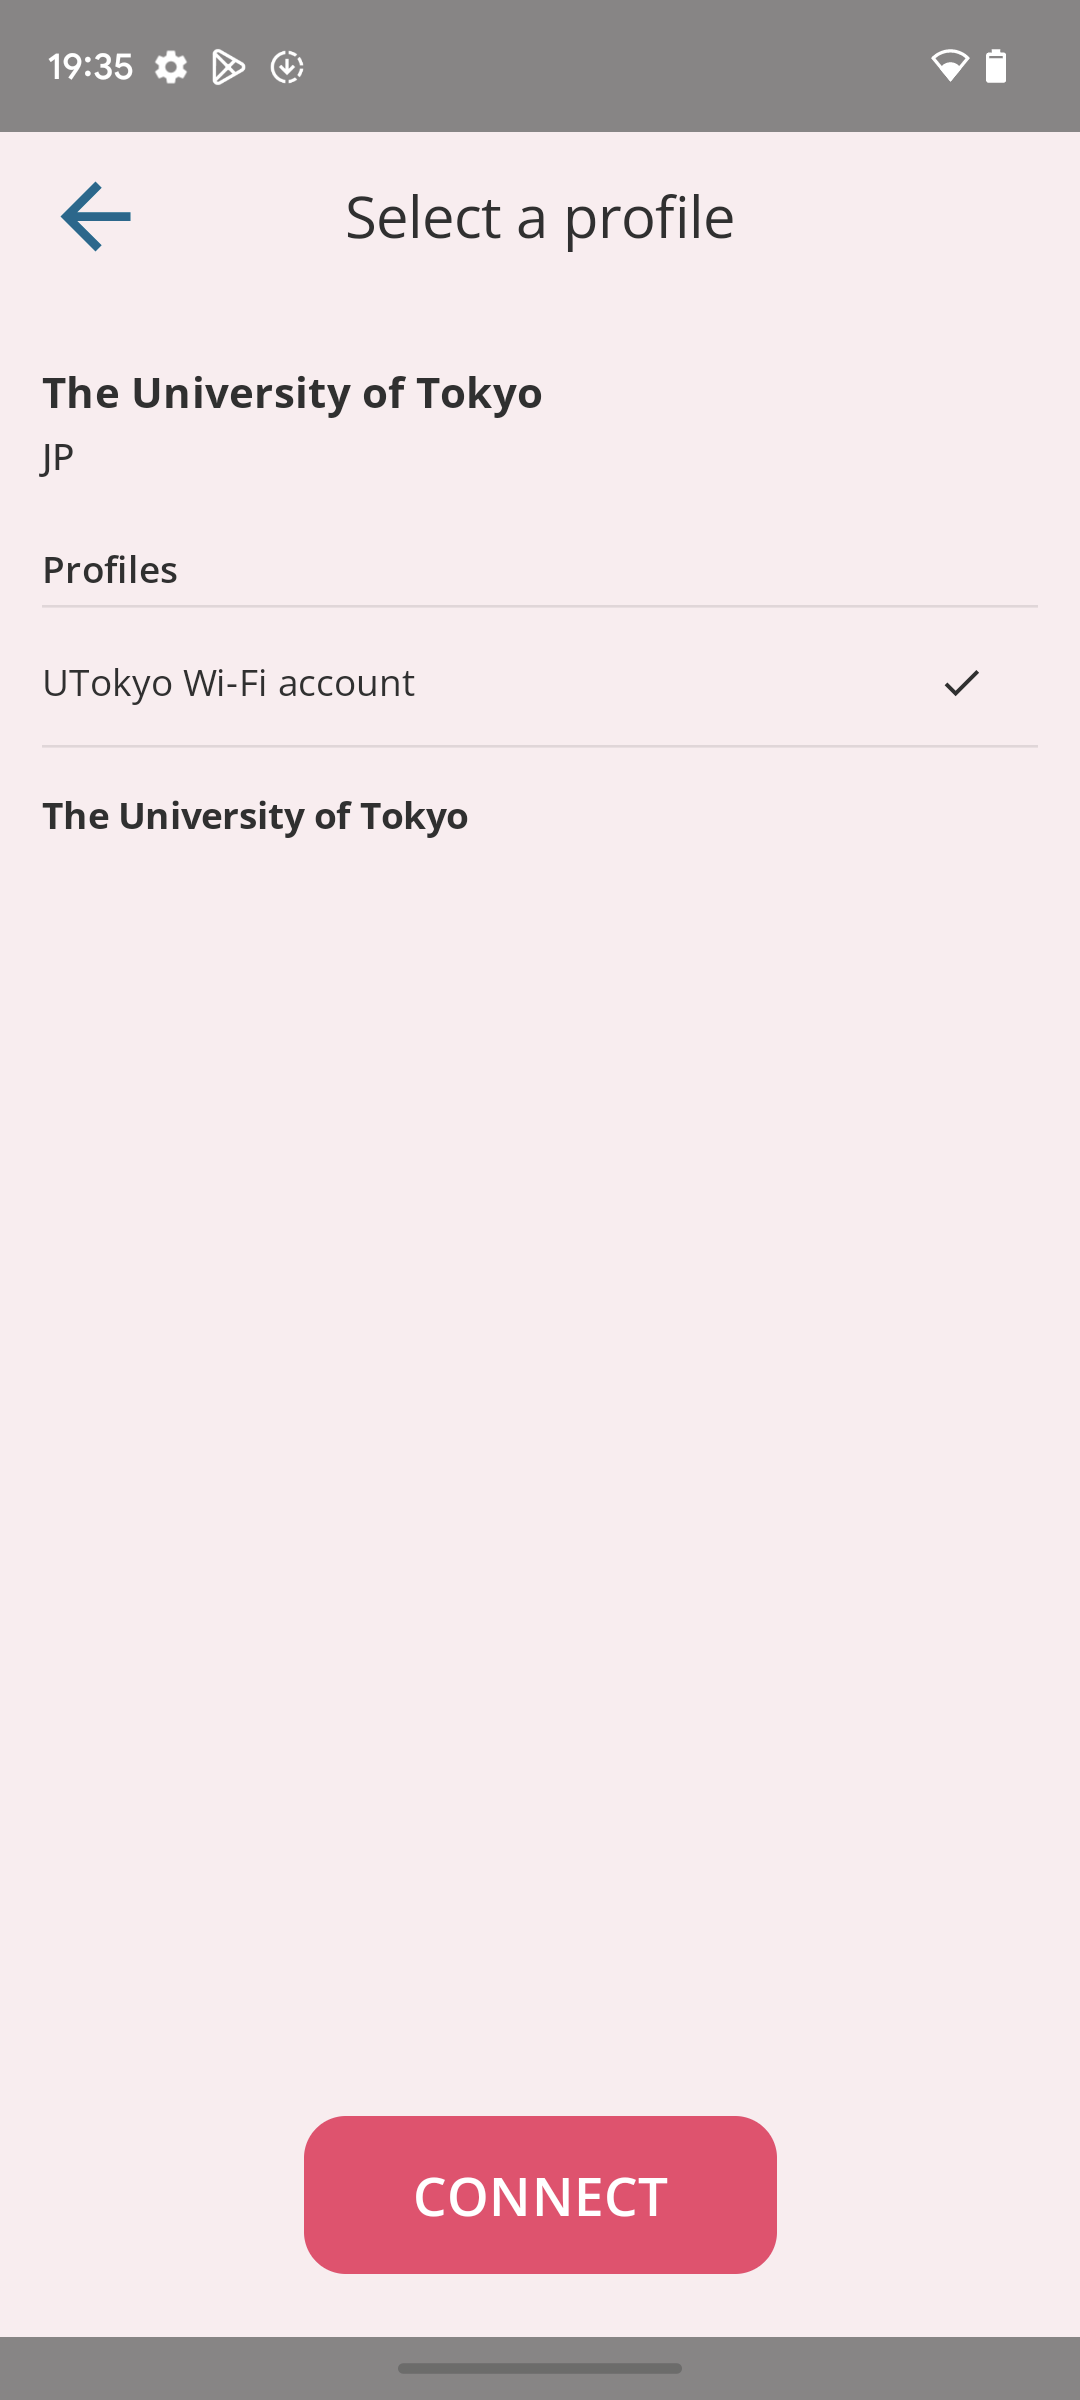 19:35
Select a profile
The University of Tokyo
JP
Profiles
UTokyo Wi-Fi account
The University of Tokyo
CONNECT